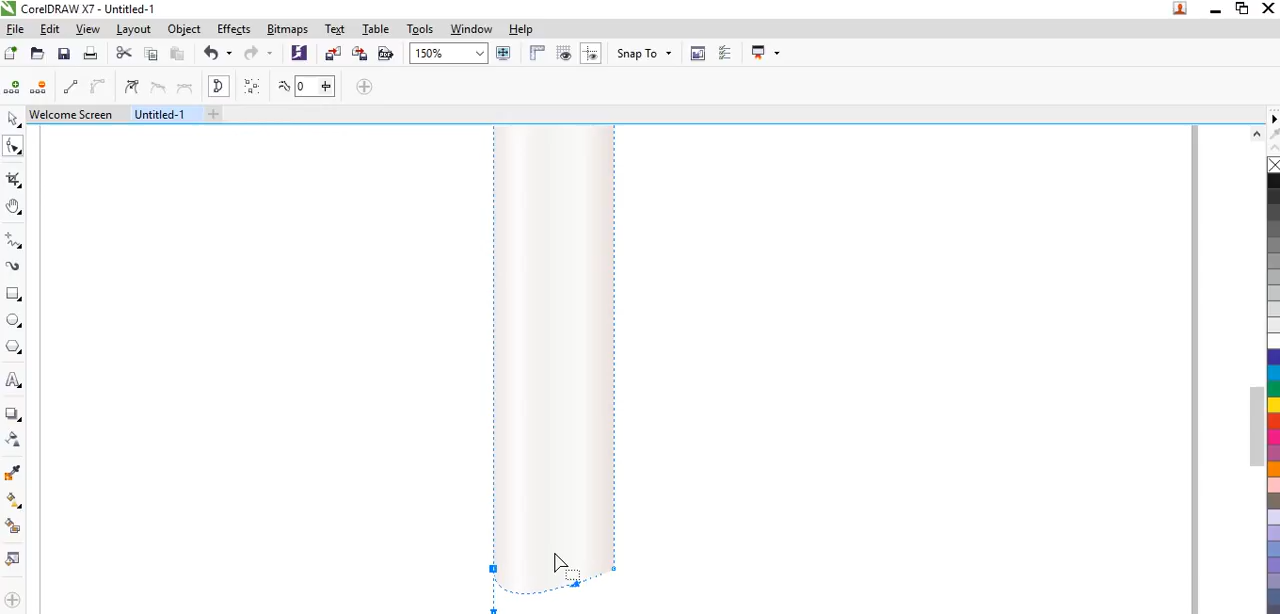 CorelDRAW X7 - Untitled-1
File Edit View Layout Object Effects Bitmaps Text Table Tools Window Help
150% Snap To
0
Welcome Screen Untitled-1